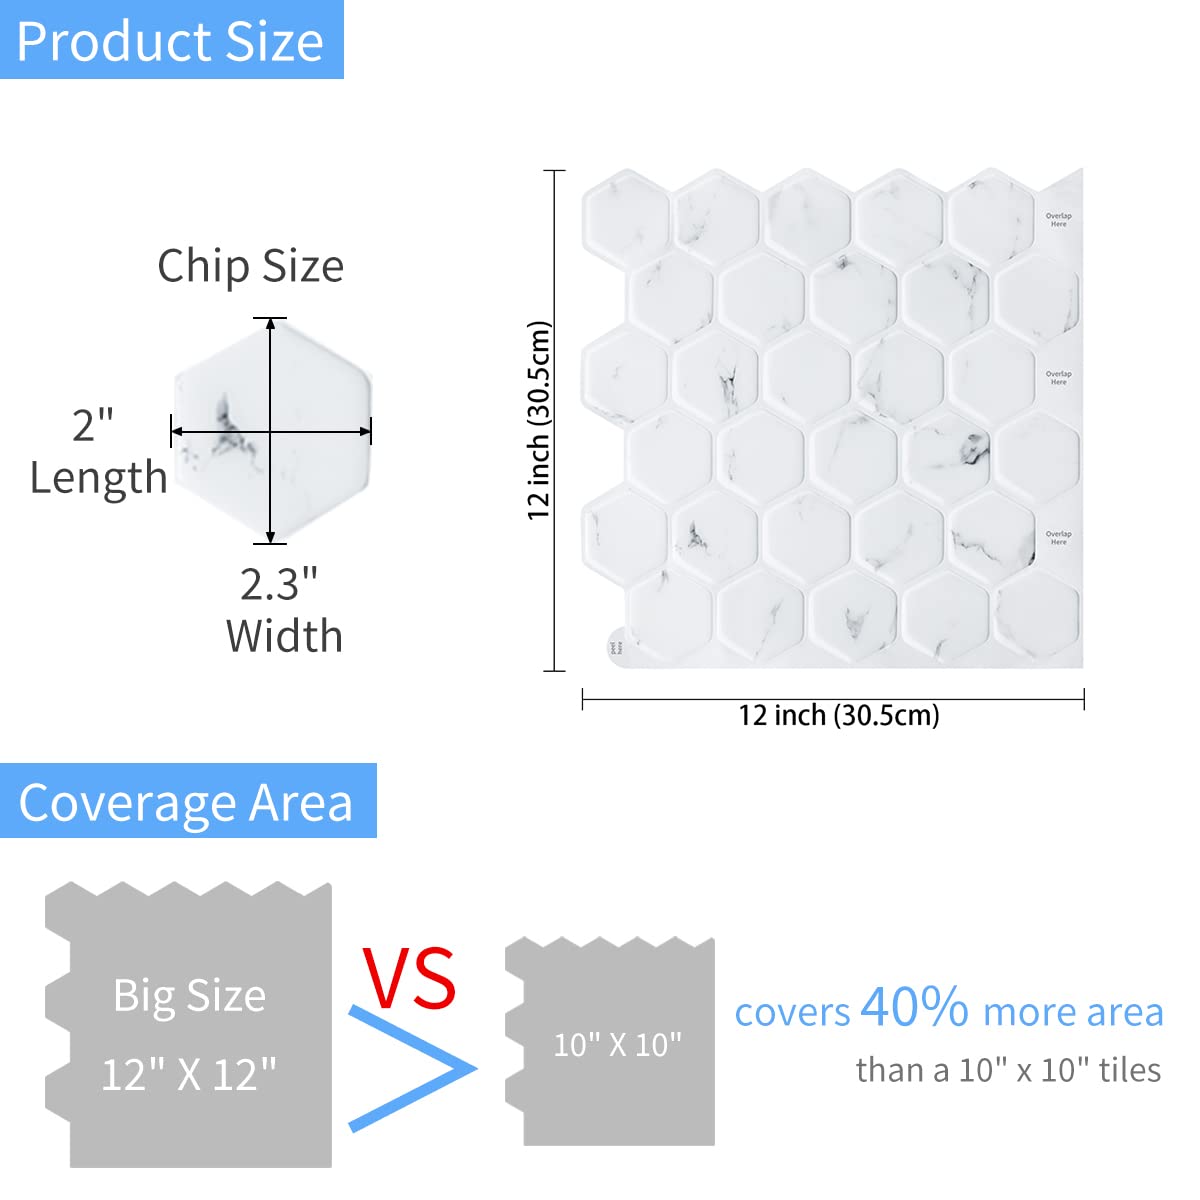 Product Size
Chip Size
2"
Length
2.3"
Width
12 inch (30.5cm)
Overlap
Here
Overlap
Here
Overlap
Here
peel
here
12 inch (30.5cm)
Coverage Area
Big Size
12" X 12"
VS
10" X 10"
covers 40% more area
than a 10" x 10" tiles